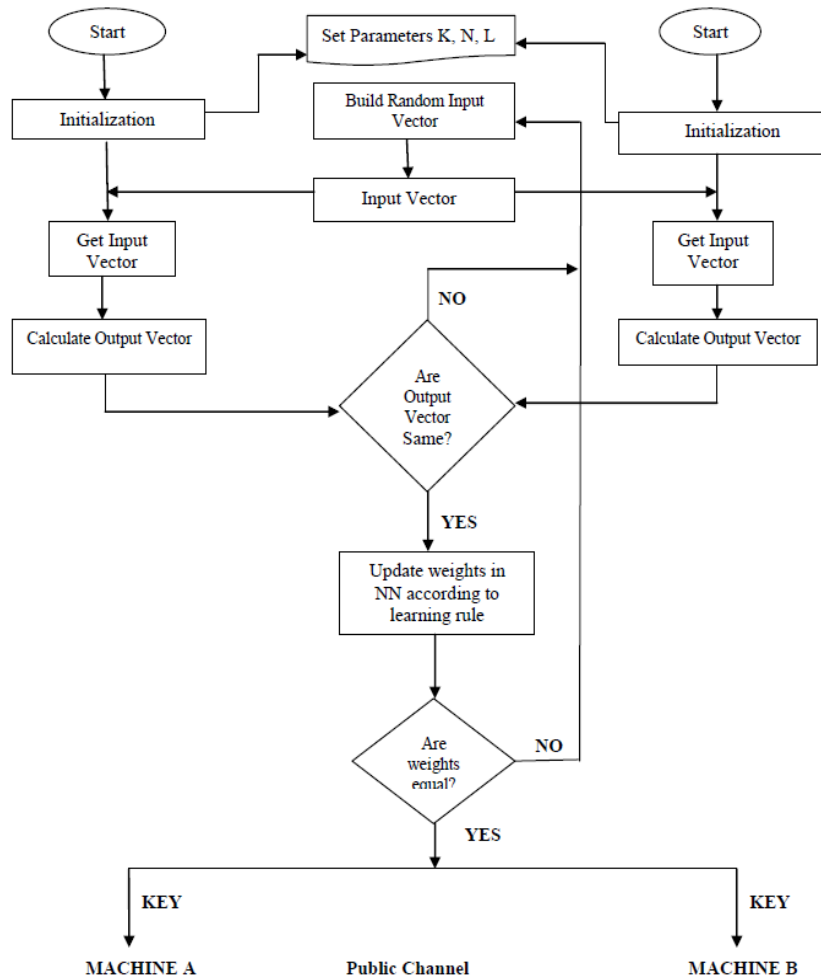 Start
Set Parameters K, N, L
Start
Initialization
Build Random Input
Vector
Initialization
Input Vector
Get Input
Vector
Get Input
Vector
NO
Calculate Output Vector
Calculate Output Vector
Are
Output
Vector
Same?
YES
Update weights in
NN according to
learning rule
Are
weights
equal?
NO
YES
KEY
KEY
MACHINE A
Public Channel
MACHINE B